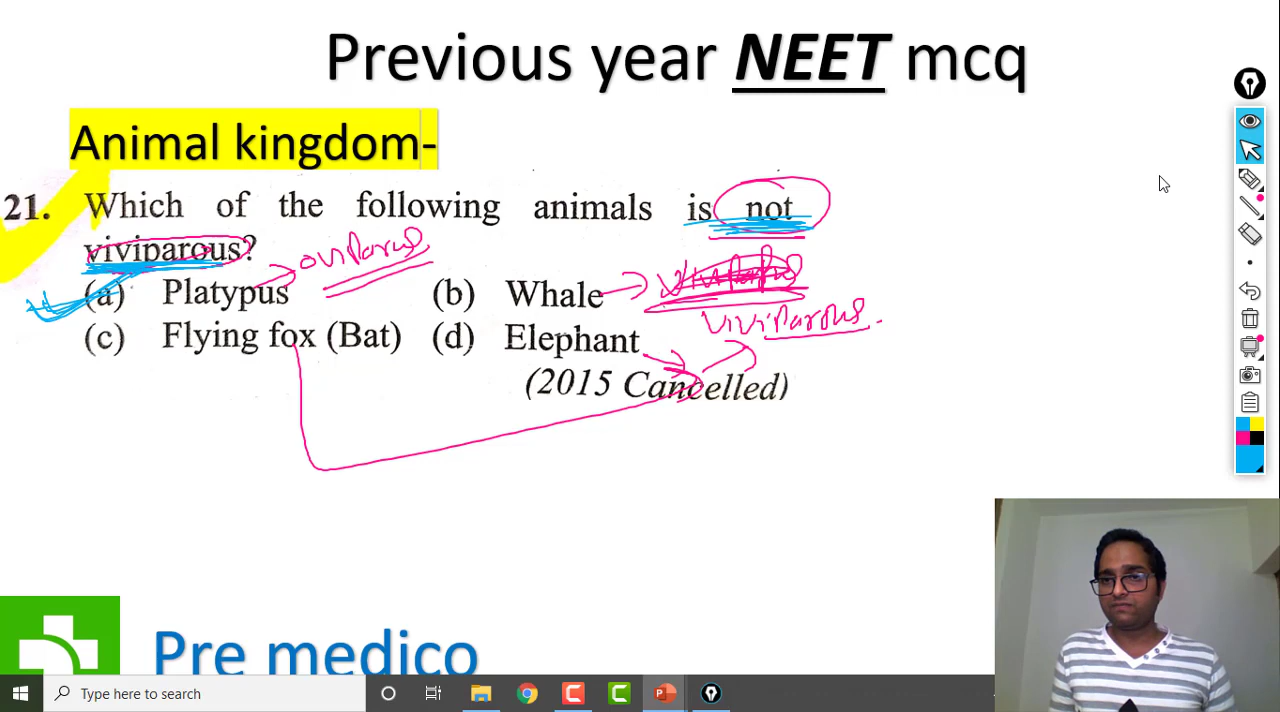 Previous year NEET mcq
Animal kingdom-
21. Which of the following animals is not
viviparous?
oviparous
(a) Platypus (b) Whale
viviparous.
(c) Flying fox (Bat) (d) Elephant
(2015 Cancelled)
Pre medico
Type here to search